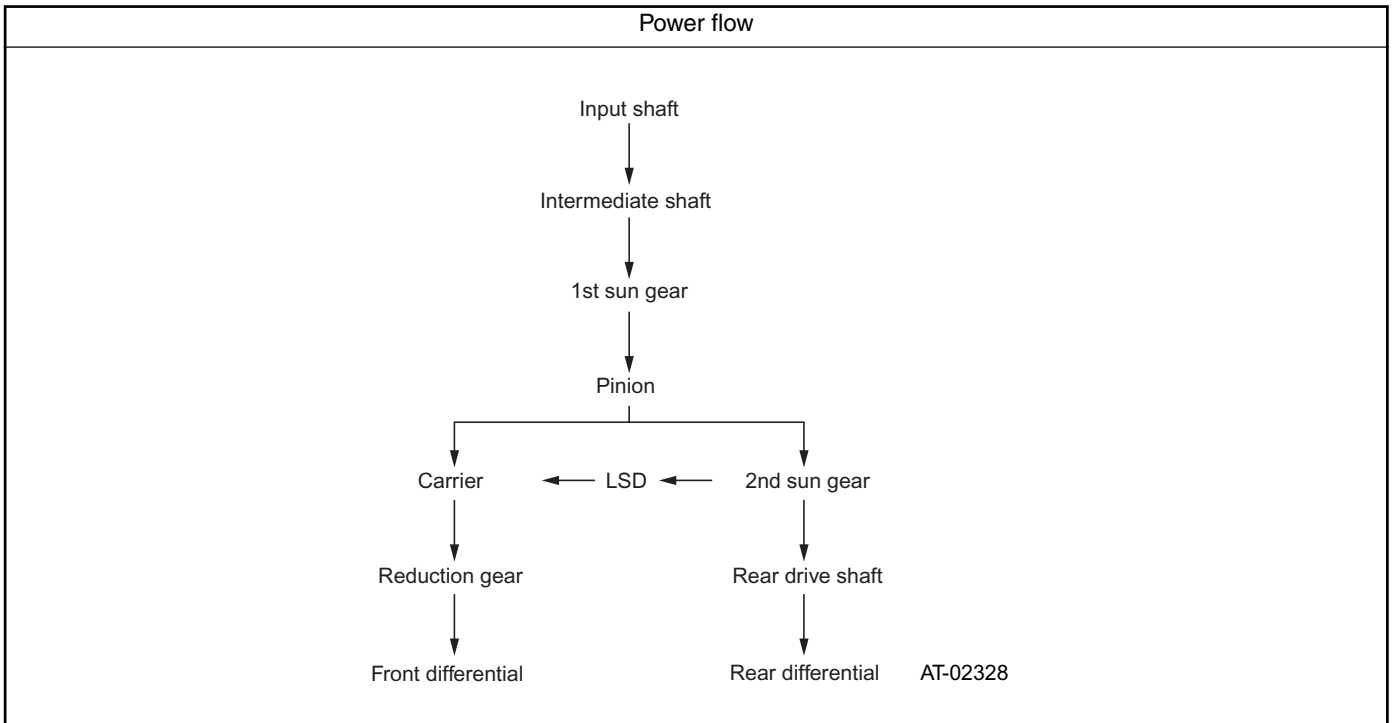 Power flow
Input shaft
Intermediate shaft
1st sun gear
Pinion
Carrier LSD 2nd sun gear
Reduction gear Rear drive shaft
Front differential Rear differential AT-02328